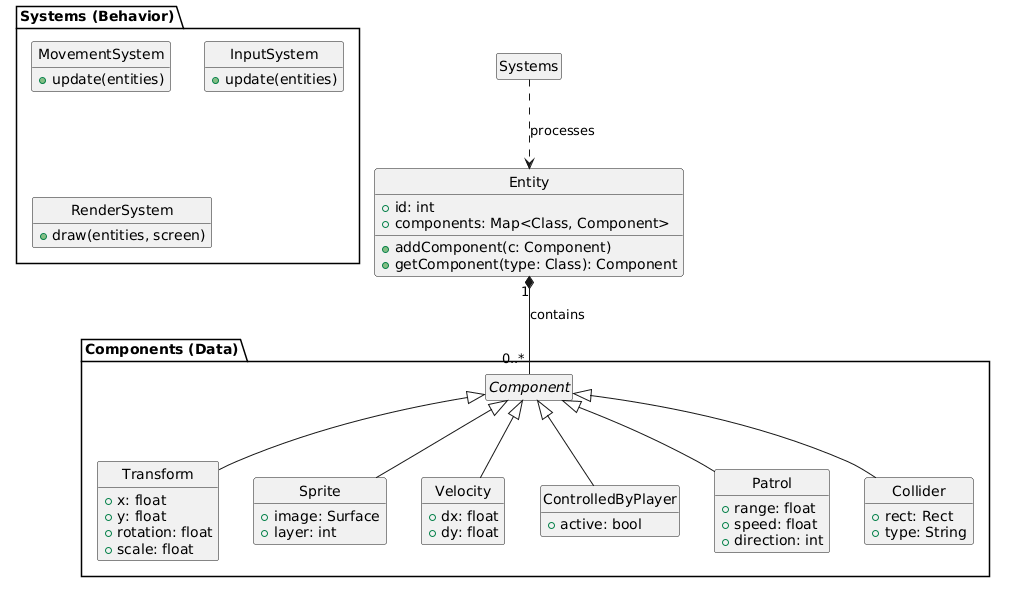 Systems (Behavior)
MovementSystem
update(entities)
InputSystem
update(entities)
RenderSystem
draw(entities, screen)
Systems
processes
Entity
id: int
components: Map<Class, Component>
addComponent(c: Component)
getComponent(type: Class): Component
1
contains
0..*
Components (Data)
Component
Transform
x: float
y: float
rotation: float
scale: float
Sprite
image: Surface
layer: int
Velocity
dx: float
dy: float
ControlledByPlayer
active: bool
Patrol
range: float
speed: float
direction: int
Collider
rect: Rect
type: String